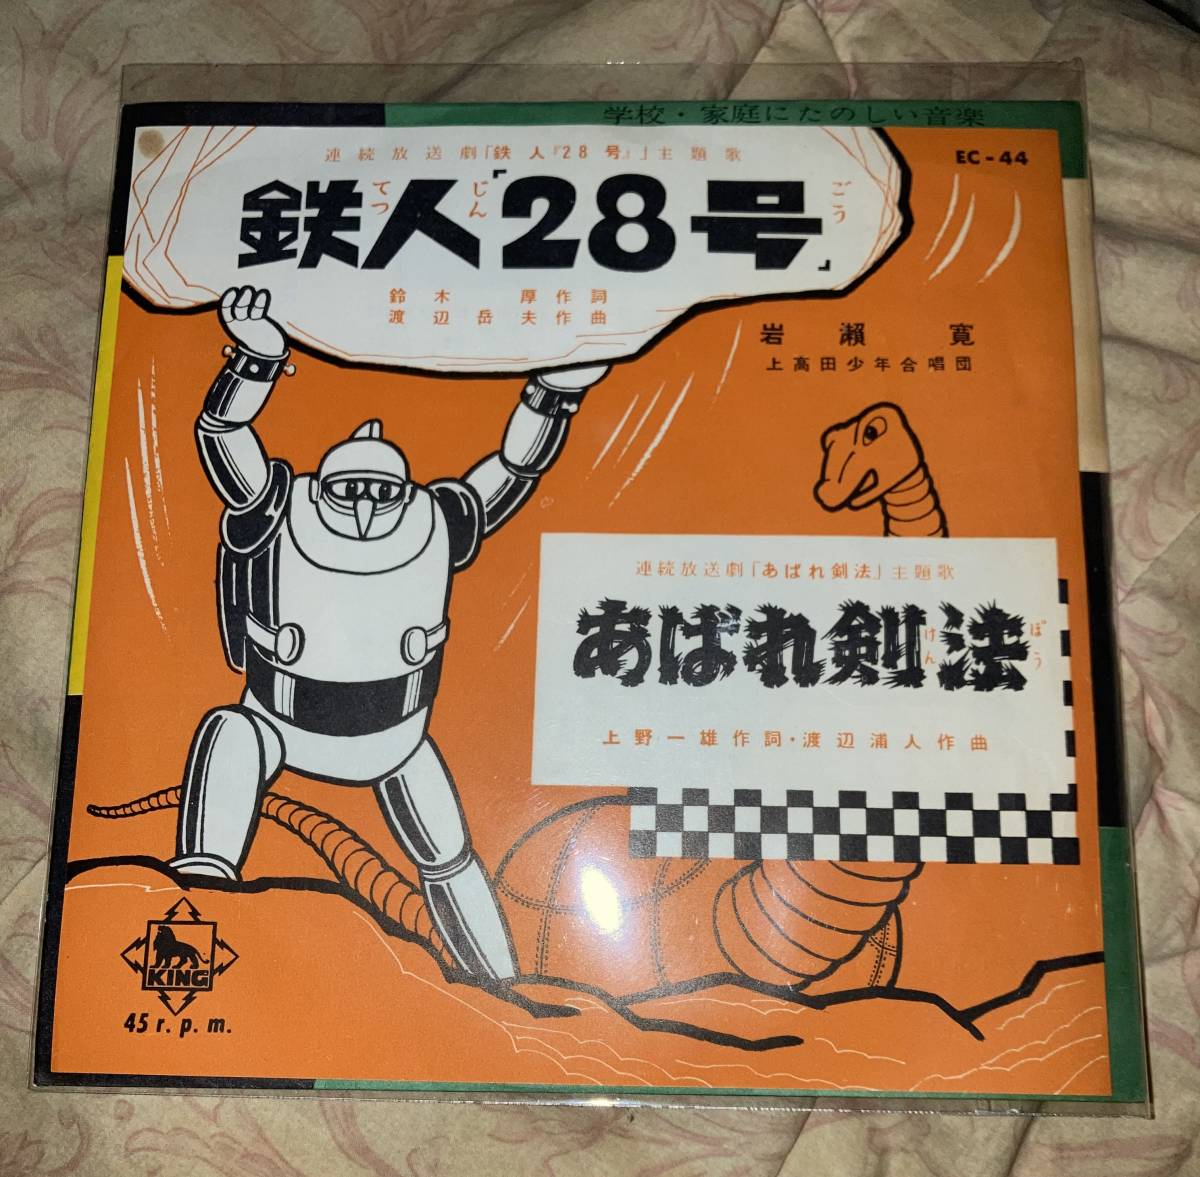 学校・家庭にたのしい音楽
EC-44
連続放送劇「鉄人『28号』」主題歌
てつ じん ごう
鉄人「28号」
鈴木 厚作詞
渡辺岳夫作曲
岩瀬 寛
上高田少年合唱団
連続放送劇「あばれ剣法」主題歌
あばれ剣法
けん ぽう
上野一雄作詞・渡辺浦人作曲
KING
45 r. p. m.